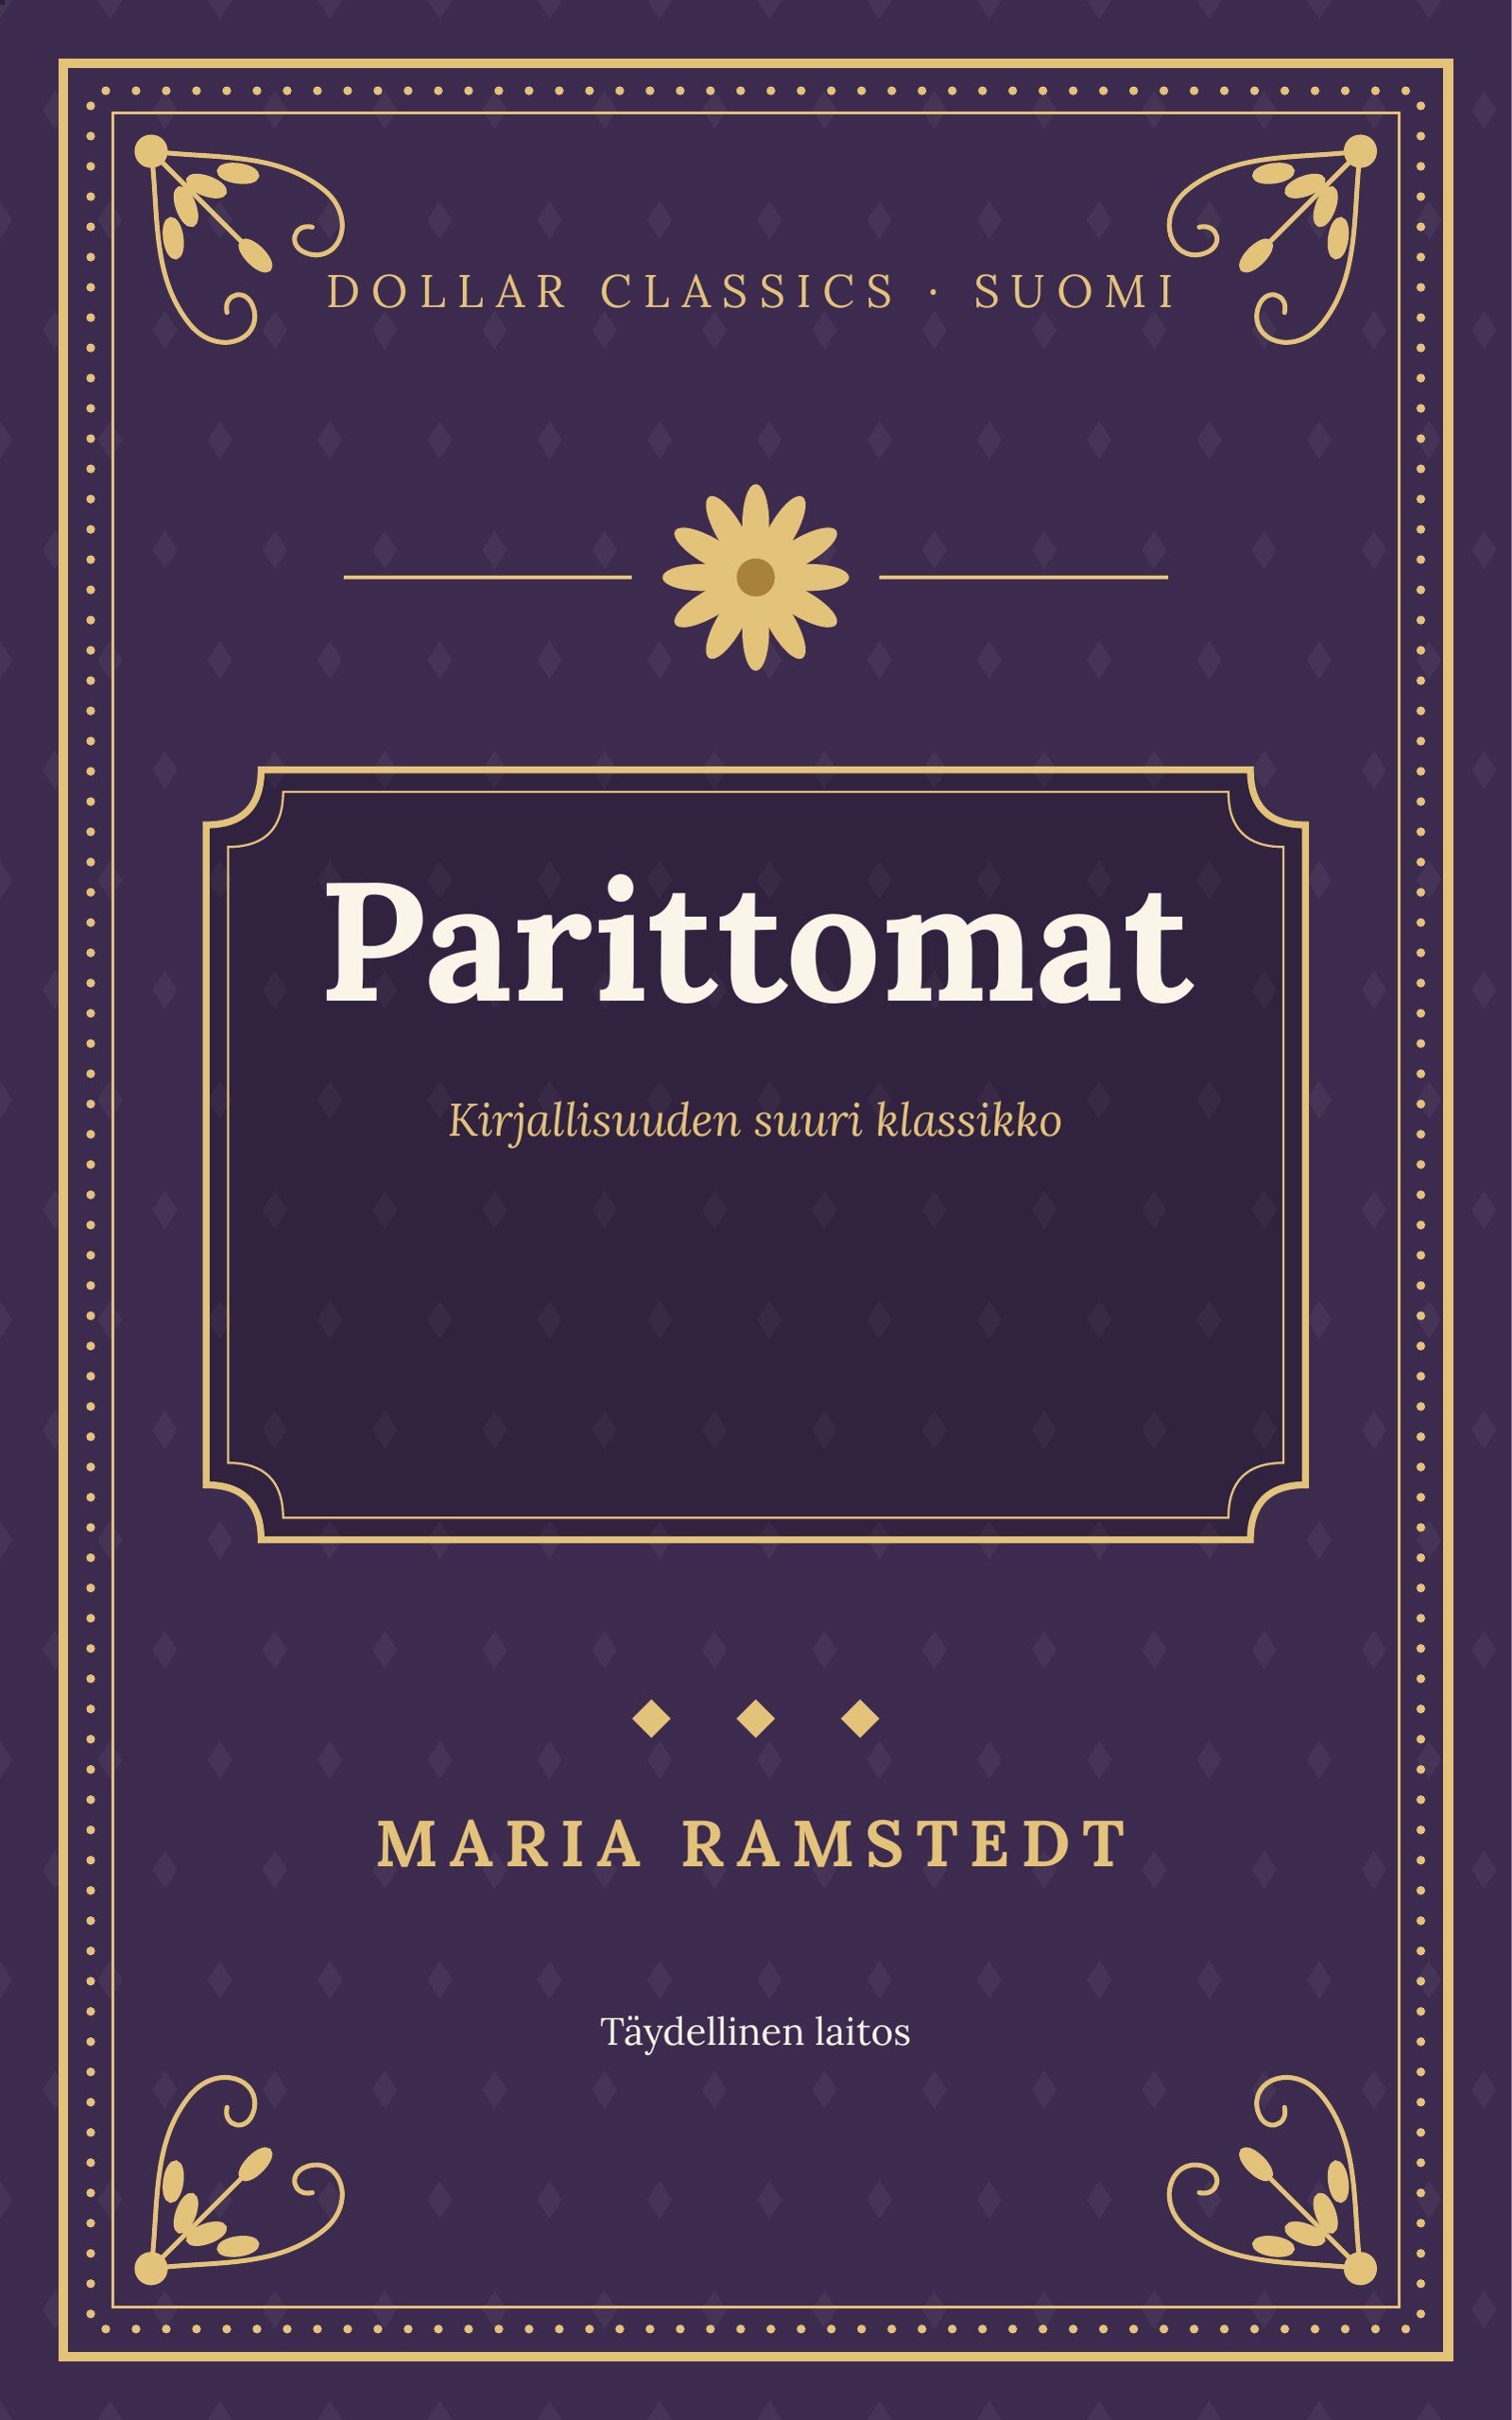 DOLLAR CLASSICS · SUOMI
Parittomat
Kirjallisuuden suuri klassikko
MARIA RAMSTEDT
Täydellinen laitos